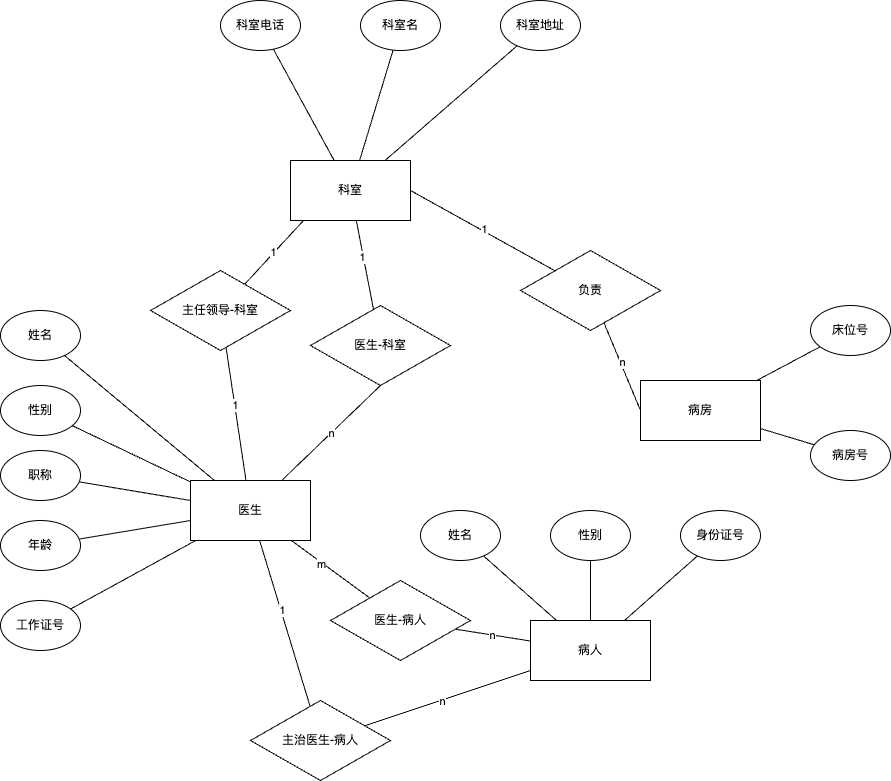 科室电话
科室名
科室地址
科室
1
1
1
主任领导-科室
医生-科室
负责
姓名
床位号
n
性别
1
n
病房
职称
病房号
医生
年龄
姓名
性别
身份证号
m
工作证号
1
医生-病人
n
病人
n
主治医生-病人